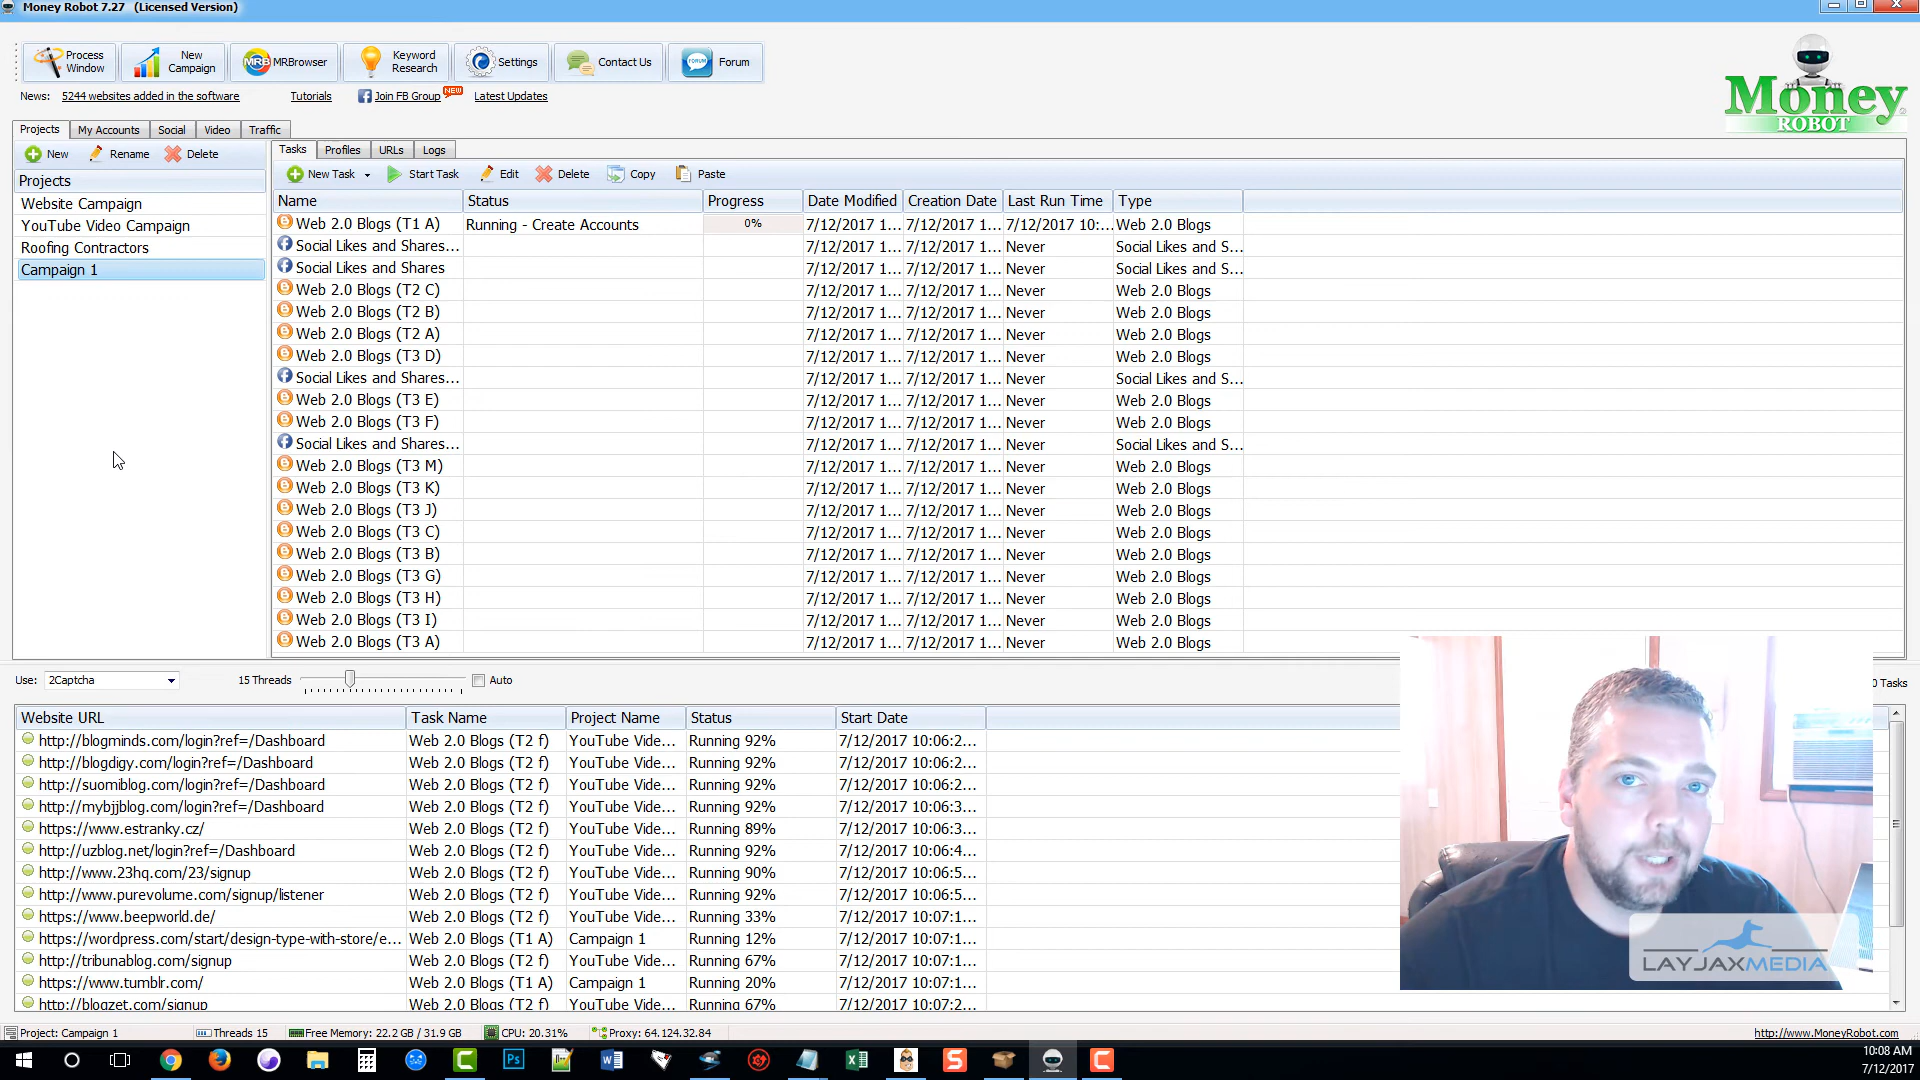 Money Robot 7.27   (Licensed Version)
Process Window
New Campaign
MRB MRBrowser
Keyword Research
Settings
Contact Us
FORUM Forum
Money ROBOT
News: 5244 websites added in the software Tutorials Join FB Group NEW Latest Updates
Projects My Accounts Social Video Traffic
New Rename Delete
Projects
Website Campaign
YouTube Video Campaign
Roofing Contractors
Campaign 1
Tasks Profiles URLs Logs
New Task Start Task Edit Delete Copy Paste
Name Status Progress Date Modified Creation Date Last Run Time Type
Web 2.0 Blogs (T1 A) Running - Create Accounts 0% 7/12/2017 1... 7/12/2017 1... 7/12/2017 10:... Web 2.0 Blogs
Social Likes and Shares... 7/12/2017 1... 7/12/2017 1... Never Social Likes and S...
Social Likes and Shares 7/12/2017 1... 7/12/2017 1... Never Social Likes and S...
Web 2.0 Blogs (T2 C) 7/12/2017 1... 7/12/2017 1... Never Web 2.0 Blogs
Web 2.0 Blogs (T2 B) 7/12/2017 1... 7/12/2017 1... Never Web 2.0 Blogs
Web 2.0 Blogs (T2 A) 7/12/2017 1... 7/12/2017 1... Never Web 2.0 Blogs
Web 2.0 Blogs (T3 D) 7/12/2017 1... 7/12/2017 1... Never Web 2.0 Blogs
Social Likes and Shares... 7/12/2017 1... 7/12/2017 1... Never Social Likes and S...
Web 2.0 Blogs (T3 E) 7/12/2017 1... 7/12/2017 1... Never Web 2.0 Blogs
Web 2.0 Blogs (T3 F) 7/12/2017 1... 7/12/2017 1... Never Web 2.0 Blogs
Social Likes and Shares... 7/12/2017 1... 7/12/2017 1... Never Social Likes and S...
Web 2.0 Blogs (T3 M) 7/12/2017 1... 7/12/2017 1... Never Web 2.0 Blogs
Web 2.0 Blogs (T3 K) 7/12/2017 1... 7/12/2017 1... Never Web 2.0 Blogs
Web 2.0 Blogs (T3 J) 7/12/2017 1... 7/12/2017 1... Never Web 2.0 Blogs
Web 2.0 Blogs (T3 C) 7/12/2017 1... 7/12/2017 1... Never Web 2.0 Blogs
Web 2.0 Blogs (T3 B) 7/12/2017 1... 7/12/2017 1... Never Web 2.0 Blogs
Web 2.0 Blogs (T3 G) 7/12/2017 1... 7/12/2017 1... Never Web 2.0 Blogs
Web 2.0 Blogs (T3 H) 7/12/2017 1... 7/12/2017 1... Never Web 2.0 Blogs
Web 2.0 Blogs (T3 I) 7/12/2017 1... 7/12/2017 1... Never Web 2.0 Blogs
Web 2.0 Blogs (T3 A) 7/12/2017 1... 7/12/2017 1... Never Web 2.0 Blogs
Use: 2Captcha 15 Threads Auto 0 Tasks
Website URL Task Name Project Name Status Start Date
http://blogminds.com/login?ref=/Dashboard Web 2.0 Blogs (T2 f) YouTube Vide... Running 92% 7/12/2017 10:06:2...
http://blogdigy.com/login?ref=/Dashboard Web 2.0 Blogs (T2 f) YouTube Vide... Running 92% 7/12/2017 10:06:2...
http://suomiblog.com/login?ref=/Dashboard Web 2.0 Blogs (T2 f) YouTube Vide... Running 92% 7/12/2017 10:06:2...
http://mybjjblog.com/login?ref=/Dashboard Web 2.0 Blogs (T2 f) YouTube Vide... Running 92% 7/12/2017 10:06:3...
https://www.estranky.cz/ Web 2.0 Blogs (T2 f) YouTube Vide... Running 89% 7/12/2017 10:06:3...
http://uzblog.net/login?ref=/Dashboard Web 2.0 Blogs (T2 f) YouTube Vide... Running 92% 7/12/2017 10:06:4...
http://www.23hq.com/23/signup Web 2.0 Blogs (T2 f) YouTube Vide... Running 90% 7/12/2017 10:06:5...
http://www.purevolume.com/signup/listener Web 2.0 Blogs (T2 f) YouTube Vide... Running 92% 7/12/2017 10:06:5...
https://www.beepworld.de/ Web 2.0 Blogs (T2 f) YouTube Vide... Running 33% 7/12/2017 10:07:1...
https://wordpress.com/start/design-type-with-store/e... Web 2.0 Blogs (T1 A) Campaign 1 Running 12% 7/12/2017 10:07:1...
http://tribunablog.com/signup Web 2.0 Blogs (T2 f) YouTube Vide... Running 67% 7/12/2017 10:07:1...
https://www.tumblr.com/ Web 2.0 Blogs (T1 A) Campaign 1 Running 20% 7/12/2017 10:07:1...
http://blogzet.com/signup Web 2.0 Blogs (T2 f) YouTube Vide... Running 67% 7/12/2017 10:07:2...
LAYJAXMEDIA
Project: Campaign 1 Threads 15 Free Memory: 22.2 GB / 31.9 GB CPU: 20.31% Proxy: 64.124.32.84 http://www.MoneyRobot.com
10:08 AM
7/12/2017